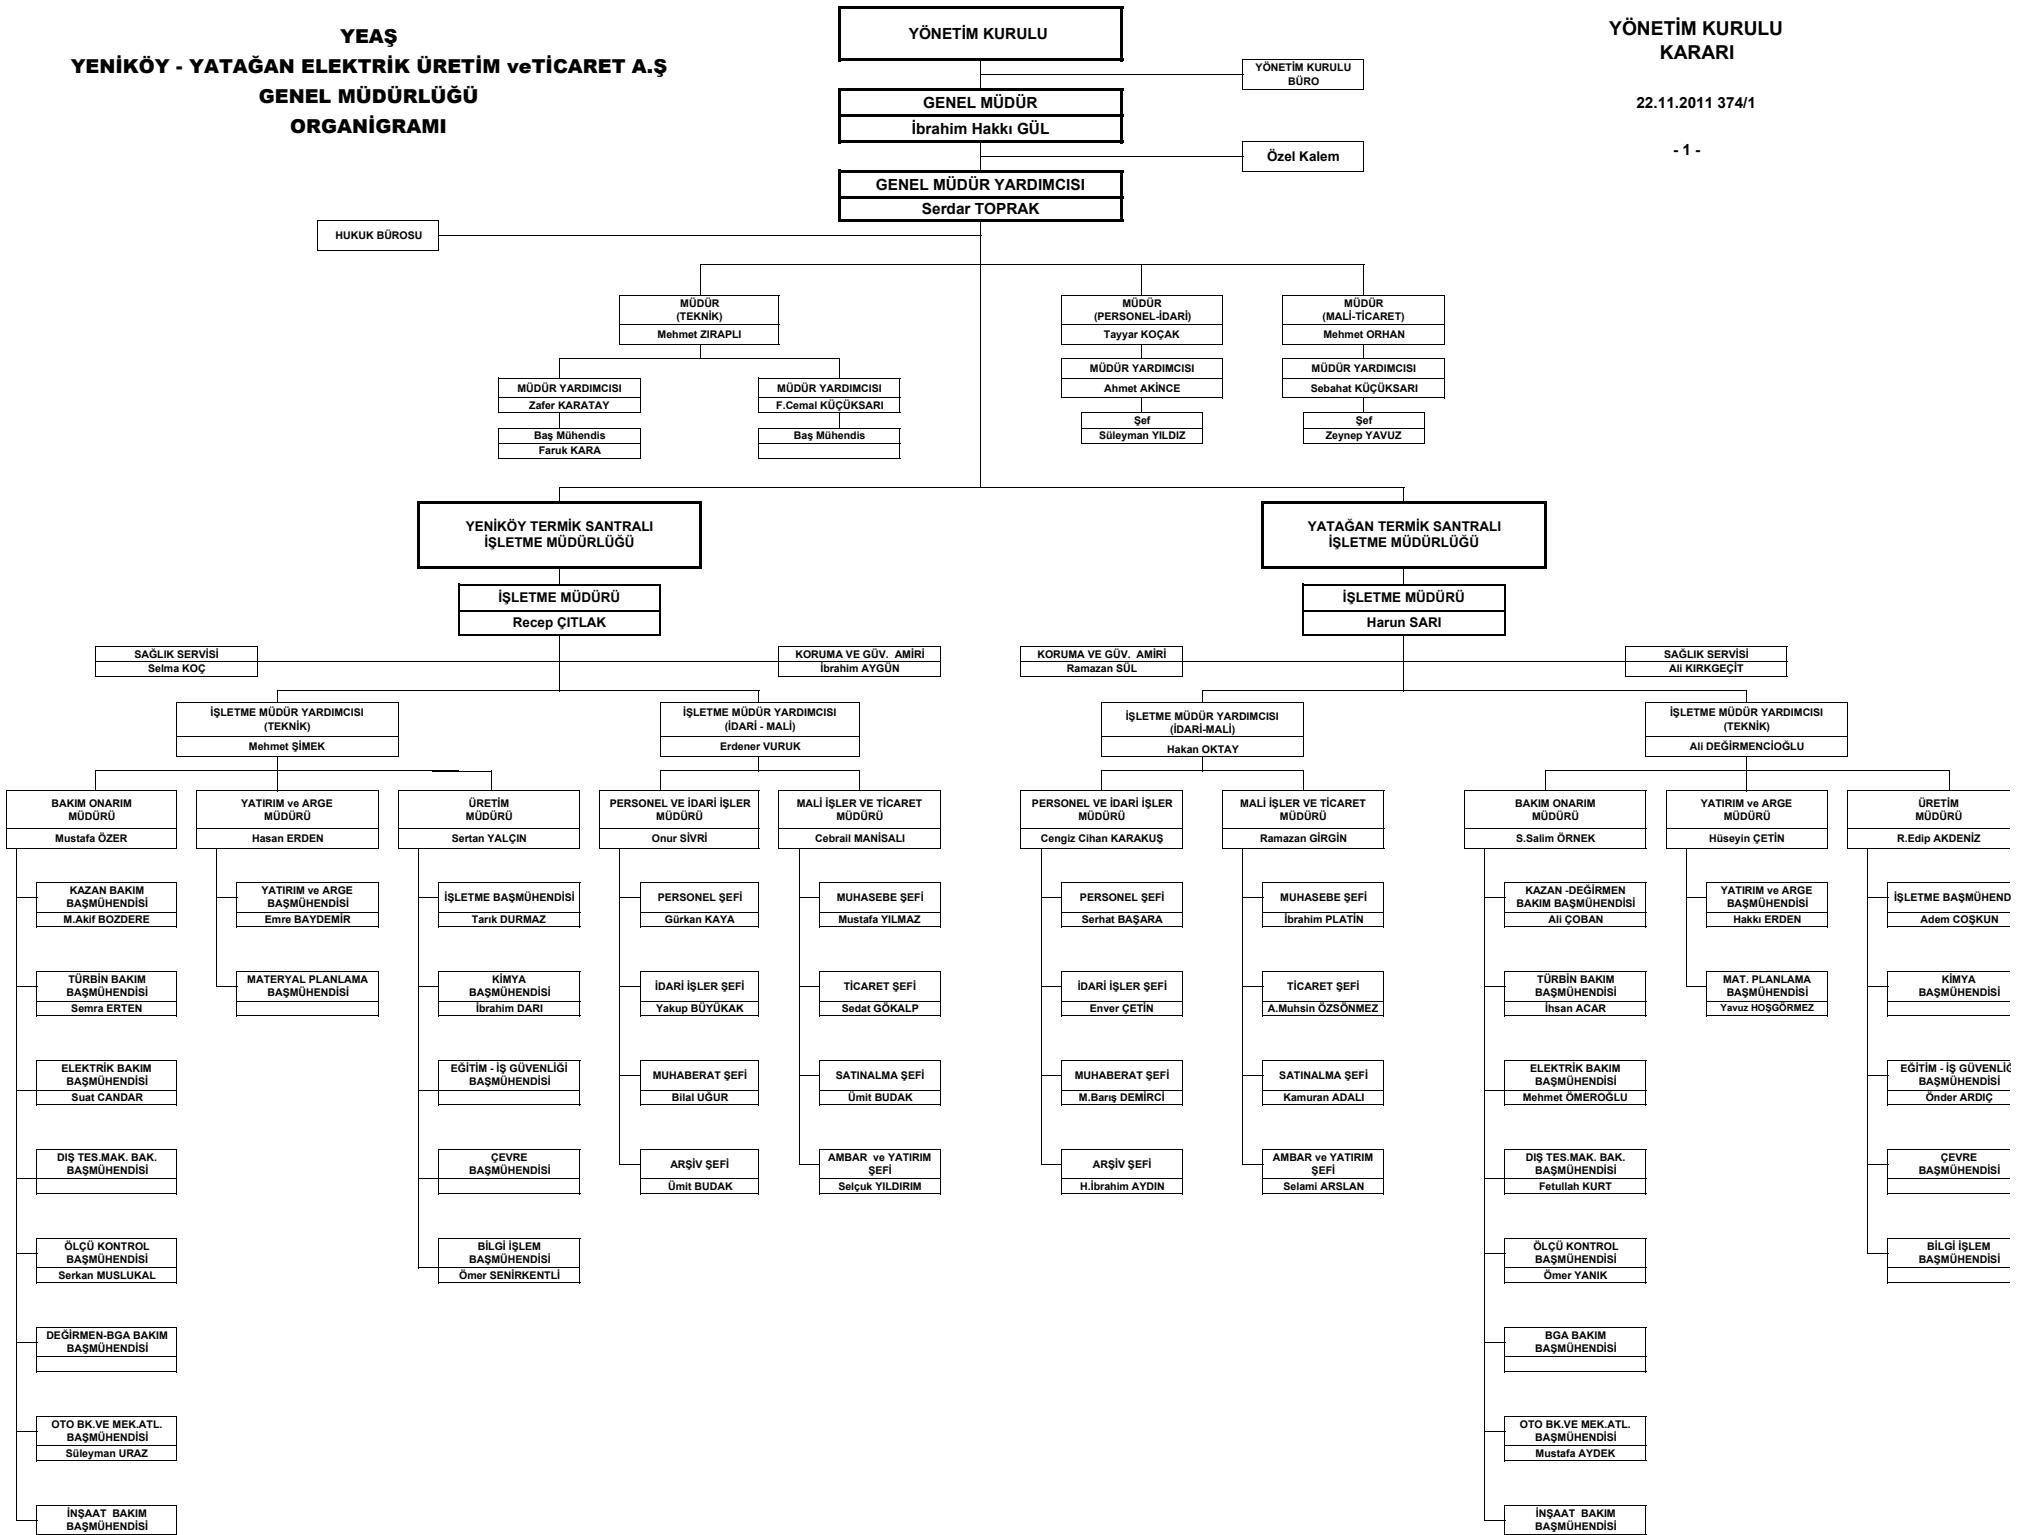 YEAŞ
YENİKÖY - YATAĞAN ELEKTRİK ÜRETİM veTİCARET A.Ş
GENEL MÜDÜRLÜĞÜ
ORGANİGRAMI
YÖNETİM KURULU
KARARI
22.11.2011 374/1
- 1 -
YÖNETİM KURULU
YÖNETİM KURULU
BÜRO
GENEL MÜDÜR
İbrahim Hakkı GÜL
Özel Kalem
GENEL MÜDÜR YARDIMCISI
Serdar TOPRAK
HUKUK BÜROSU
MÜDÜR
(TEKNİK)
Mehmet ZIRAPLI
MÜDÜR
(PERSONEL-İDARİ)
Tayyar KOÇAK
MÜDÜR
(MALİ-TİCARET)
Mehmet ORHAN
MÜDÜR YARDIMCISI
Zafer KARATAY
MÜDÜR YARDIMCISI
F.Cemal KÜÇÜKSARI
MÜDÜR YARDIMCISI
Ahmet AKİNCE
MÜDÜR YARDIMCISI
Sebahat KÜÇÜKSARI
Baş Mühendis
Faruk KARA
Baş Mühendis
Şef
Süleyman YILDIZ
Şef
Zeynep YAVUZ
YENİKÖY TERMİK SANTRALI
İŞLETME MÜDÜRLÜĞÜ
YATAĞAN TERMİK SANTRALI
İŞLETME MÜDÜRLÜĞÜ
İŞLETME MÜDÜRÜ
Recep ÇITLAK
İŞLETME MÜDÜRÜ
Harun SARI
SAĞLIK SERVİSİ
Selma KOÇ
KORUMA VE GÜV. AMİRİ
İbrahim AYGÜN
KORUMA VE GÜV. AMİRİ
Ramazan SÜL
SAĞLIK SERVİSİ
Ali KIRKGEÇİT
İŞLETME MÜDÜR YARDIMCISI
(TEKNİK)
Mehmet ŞİMEK
İŞLETME MÜDÜR YARDIMCISI
(İDARİ - MALİ)
Erdener VURUK
İŞLETME MÜDÜR YARDIMCISI
(İDARİ-MALİ)
Hakan OKTAY
İŞLETME MÜDÜR YARDIMCISI
(TEKNİK)
Ali DEĞİRMENCİOĞLU
BAKIM ONARIM
MÜDÜRÜ
Mustafa ÖZER
YATIRIM ve ARGE
MÜDÜRÜ
Hasan ERDEN
ÜRETİM
MÜDÜRÜ
Sertan YALÇIN
PERSONEL VE İDARİ İŞLER
MÜDÜRÜ
Onur SİVRİ
MALİ İŞLER VE TİCARET
MÜDÜRÜ
Cebrail MANİSALI
PERSONEL VE İDARİ İŞLER
MÜDÜRÜ
Cengiz Cihan KARAKUŞ
MALİ İŞLER VE TİCARET
MÜDÜRÜ
Ramazan GİRGİN
BAKIM ONARIM
MÜDÜRÜ
S.Salim ÖRNEK
YATIRIM ve ARGE
MÜDÜRÜ
Hüseyin ÇETİN
ÜRETİM
MÜDÜRÜ
R.Edip AKDENİZ
KAZAN BAKIM
BAŞMÜHENDİSİ
M.Akif BOZDERE
YATIRIM ve ARGE
BAŞMÜHENDİSİ
Emre BAYDEMİR
İŞLETME BAŞMÜHENDİSİ
Tarık DURMAZ
PERSONEL ŞEFİ
Gürkan KAYA
MUHASEBE ŞEFİ
Mustafa YILMAZ
PERSONEL ŞEFİ
Serhat BAŞARA
MUHASEBE ŞEFİ
İbrahim PLATİN
KAZAN -DEĞİRMEN
BAKIM BAŞMÜHENDİSİ
Ali ÇOBAN
YATIRIM ve ARGE
BAŞMÜHENDİSİ
Hakkı ERDEN
İŞLETME BAŞMÜHEND
Adem COŞKUN
TÜRBİN BAKIM
BAŞMÜHENDİSİ
Semra ERTEN
MATERYAL PLANLAMA
BAŞMÜHENDİSİ
KİMYA
BAŞMÜHENDİSİ
İbrahim DARI
İDARİ İŞLER ŞEFİ
Yakup BÜYÜKAK
TİCARET ŞEFİ
Sedat GÖKALP
İDARİ İŞLER ŞEFİ
Enver ÇETİN
TİCARET ŞEFİ
A.Muhsin ÖZSÖNMEZ
TÜRBİN BAKIM
BAŞMÜHENDİSİ
İhsan ACAR
MAT. PLANLAMA
BAŞMÜHENDİSİ
Yavuz HOŞGÖRMEZ
KİMYA
BAŞMÜHENDİSİ
ELEKTRİK BAKIM
BAŞMÜHENDİSİ
Suat CANDAR
EĞİTİM - İŞ GÜVENLİĞİ
BAŞMÜHENDİSİ
MUHABERAT ŞEFİ
Bilal UĞUR
SATINALMA ŞEFİ
Ümit BUDAK
MUHABERAT ŞEFİ
M.Barış DEMİRCİ
SATINALMA ŞEFİ
Kamuran ADALI
ELEKTRİK BAKIM
BAŞMÜHENDİSİ
Mehmet ÖMEROĞLU
EĞİTİM - İŞ GÜVENLİĞ
BAŞMÜHENDİSİ
Önder ARDIÇ
DIŞ TES.MAK. BAK.
BAŞMÜHENDİSİ
ÇEVRE
BAŞMÜHENDİSİ
ARŞİV ŞEFİ
Ümit BUDAK
AMBAR ve YATIRIM
ŞEFİ
Selçuk YILDIRIM
ARŞİV ŞEFİ
H.İbrahim AYDIN
AMBAR ve YATIRIM
ŞEFİ
Selami ARSLAN
DIŞ TES.MAK. BAK.
BAŞMÜHENDİSİ
Fetullah KURT
ÇEVRE
BAŞMÜHENDİSİ
ÖLÇÜ KONTROL
BAŞMÜHENDİSİ
Serkan MUSLUKAL
BİLGİ İŞLEM
BAŞMÜHENDİSİ
Ömer SENİRKENTLİ
ÖLÇÜ KONTROL
BAŞMÜHENDİSİ
Ömer YANIK
BİLGİ İŞLEM
BAŞMÜHENDİSİ
DEĞİRMEN-BGA BAKIM
BAŞMÜHENDİSİ
BGA BAKIM
BAŞMÜHENDİSİ
OTO BK.VE MEK.ATL.
BAŞMÜHENDİSİ
Süleyman URAZ
OTO BK.VE MEK.ATL.
BAŞMÜHENDİSİ
Mustafa AYDEK
İNŞAAT BAKIM
BAŞMÜHENDİSİ
İNŞAAT BAKIM
BAŞMÜHENDİSİ